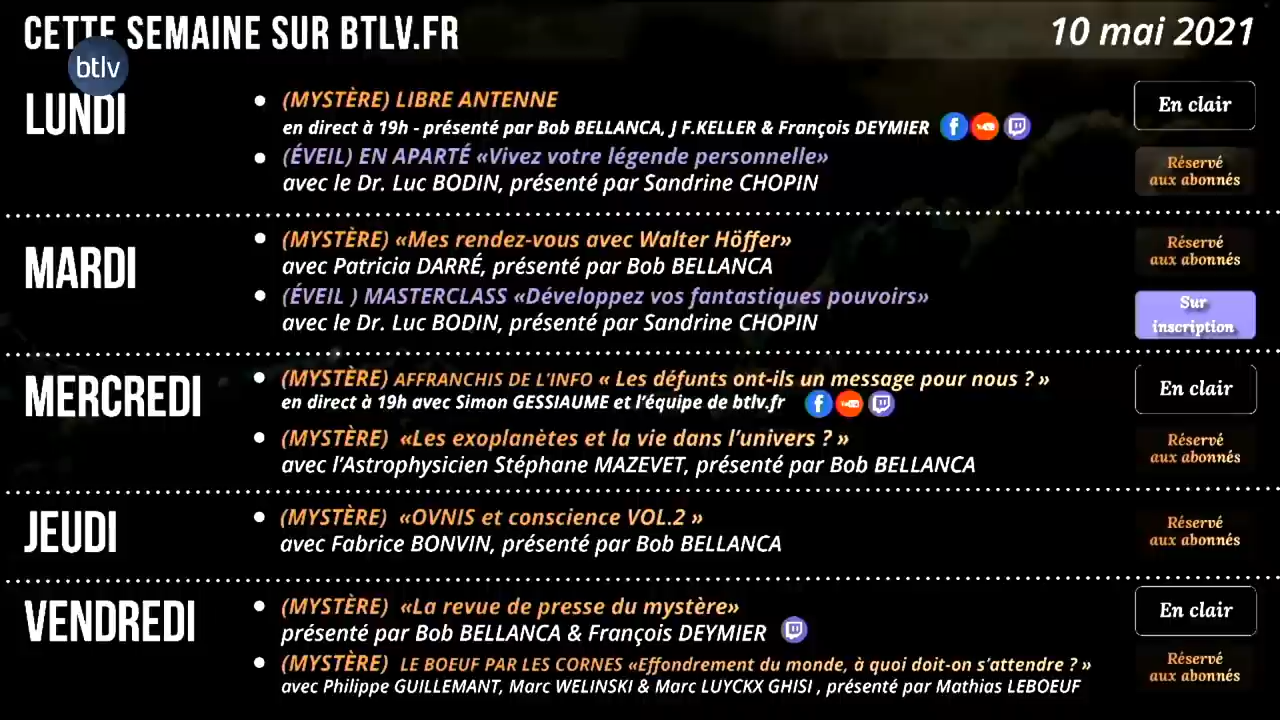 CETTE SEMAINE SUR BTLV.FR
10 mai 2021
btlv
LUNDI
(MYSTÈRE) LIBRE ANTENNE
en direct à 19h - présenté par Bob BELLANCA, J F.KELLER & François DEYMIER
En clair
(ÉVEIL) EN APARTÉ «Vivez votre légende personnelle»
avec le Dr. Luc BODIN, présenté par Sandrine CHOPIN
Réservé
aux abonnés
MARDI
(MYSTÈRE) «Mes rendez-vous avec Walter Höffer»
avec Patricia DARRÉ, présenté par Bob BELLANCA
Réservé
aux abonnés
(ÉVEIL ) MASTERCLASS «Développez vos fantastiques pouvoirs»
avec le Dr. Luc BODIN, présenté par Sandrine CHOPIN
Sur
inscription
MERCREDI
(MYSTÈRE) AFFRANCHIS DE L'INFO « Les défunts ont-ils un message pour nous ? »
en direct à 19h avec Simon GESSIAUME et l'équipe de btlv.fr
En clair
(MYSTÈRE) «Les exoplanètes et la vie dans l'univers ? »
avec l'Astrophysicien Stéphane MAZEVET, présenté par Bob BELLANCA
Réservé
aux abonnés
JEUDI
(MYSTÈRE) «OVNIS et conscience VOL.2 »
avec Fabrice BONVIN, présenté par Bob BELLANCA
Réservé
aux abonnés
VENDREDI
(MYSTÈRE) «La revue de presse du mystère»
présenté par Bob BELLANCA & François DEYMIER
En clair
(MYSTÈRE) LE BOEUF PAR LES CORNES «Effondrement du monde, à quoi doit-on s'attendre ? »
avec Philippe GUILLEMANT, Marc WELINSKI & Marc LUYCKX GHISI , présenté par Mathias LEBOEUF
Réservé
aux abonnés